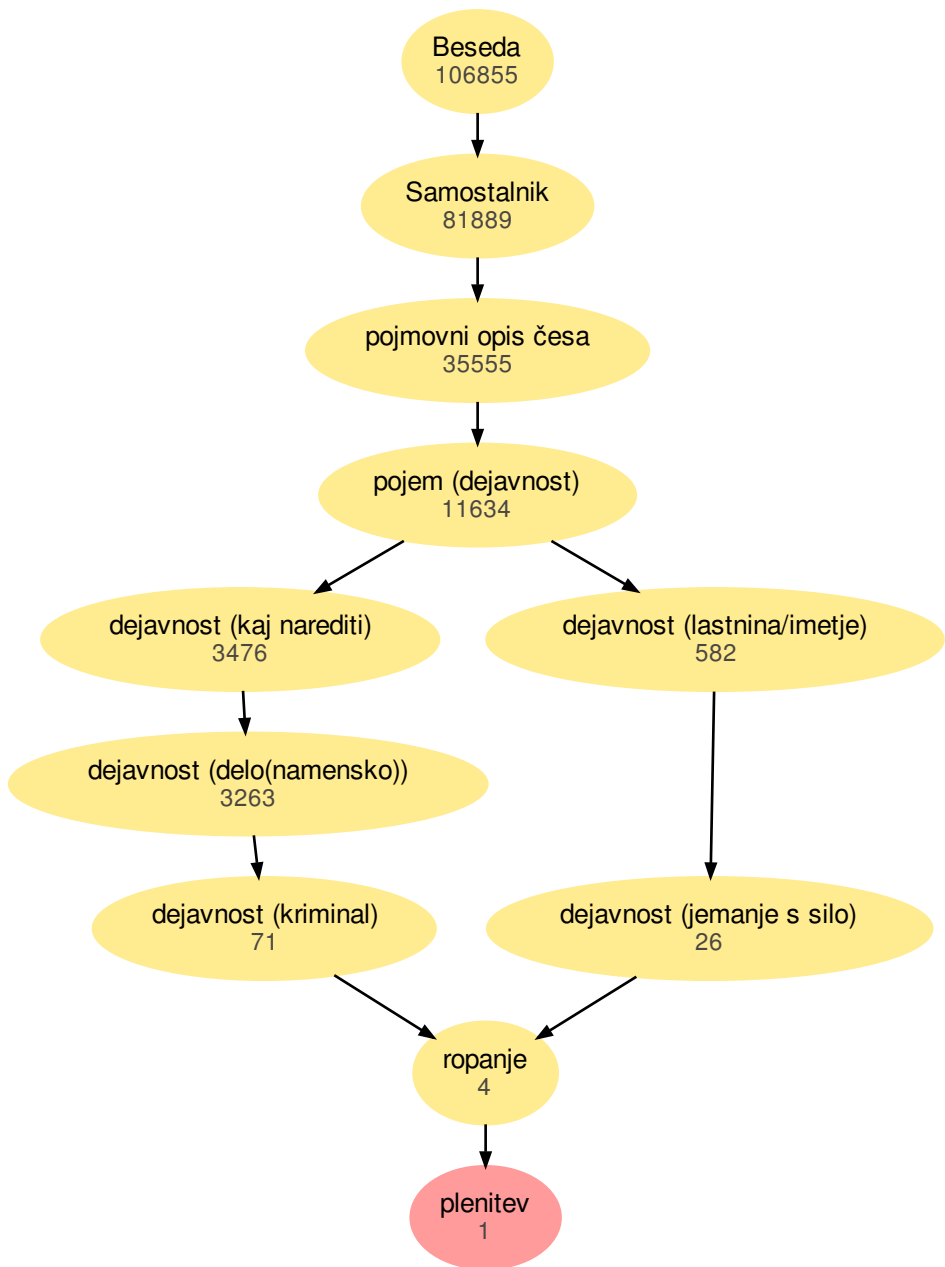 Beseda
106855
Samostalnik
81889
pojmovni opis česa
35555
pojem (dejavnost)
11634
dejavnost (kaj narediti)
3476
dejavnost (lastnina/imetje)
582
dejavnost (delo(namensko))
3263
dejavnost (kriminal)
71
dejavnost (jemanje s silo)
26
ropanje
4
plenitev
1